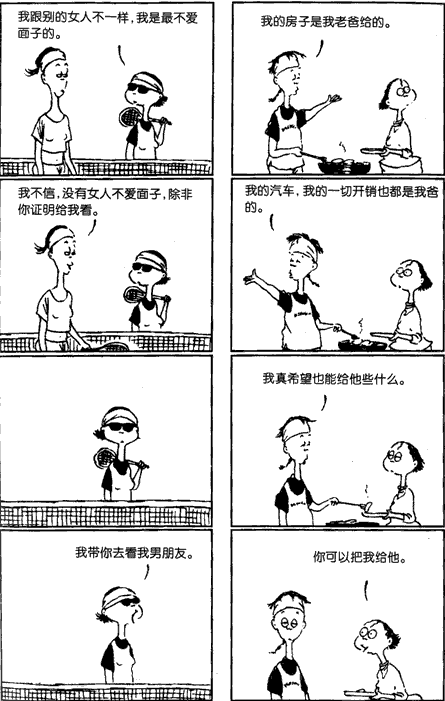 我跟别的女人不一样，我是最不爱
面子的。
我不信，没有女人不爱面子，除非
你证明给我看。
我带你去看我男朋友。
我的房子是我老爸给的。
我的汽车，我的一切开销也都是我爸
的。
我真希望也能给他些什么。
你可以把我给他。